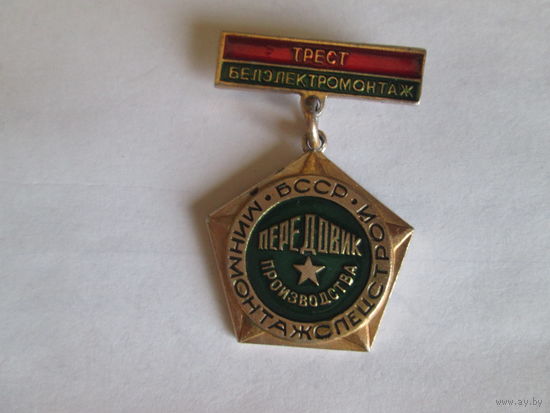 ТРЕСТ
БЕЛЭЛЕКТРОМОНТАЖ
· БССР ·
МИНМОНТАЖСПЕЦСТРОЙ
ПЕРЕДОВИК
ПРОИЗВОДСТВА
www.ay.by